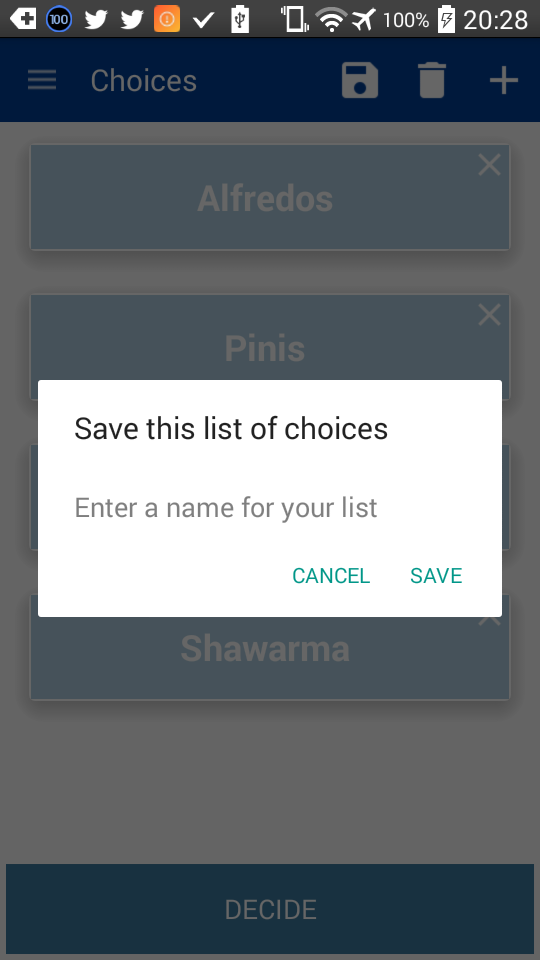 100 100% 20:28
Choices
Alfredos
Pinis
Save this list of choices
Enter a name for your list
CANCEL SAVE
Shawarma
DECIDE